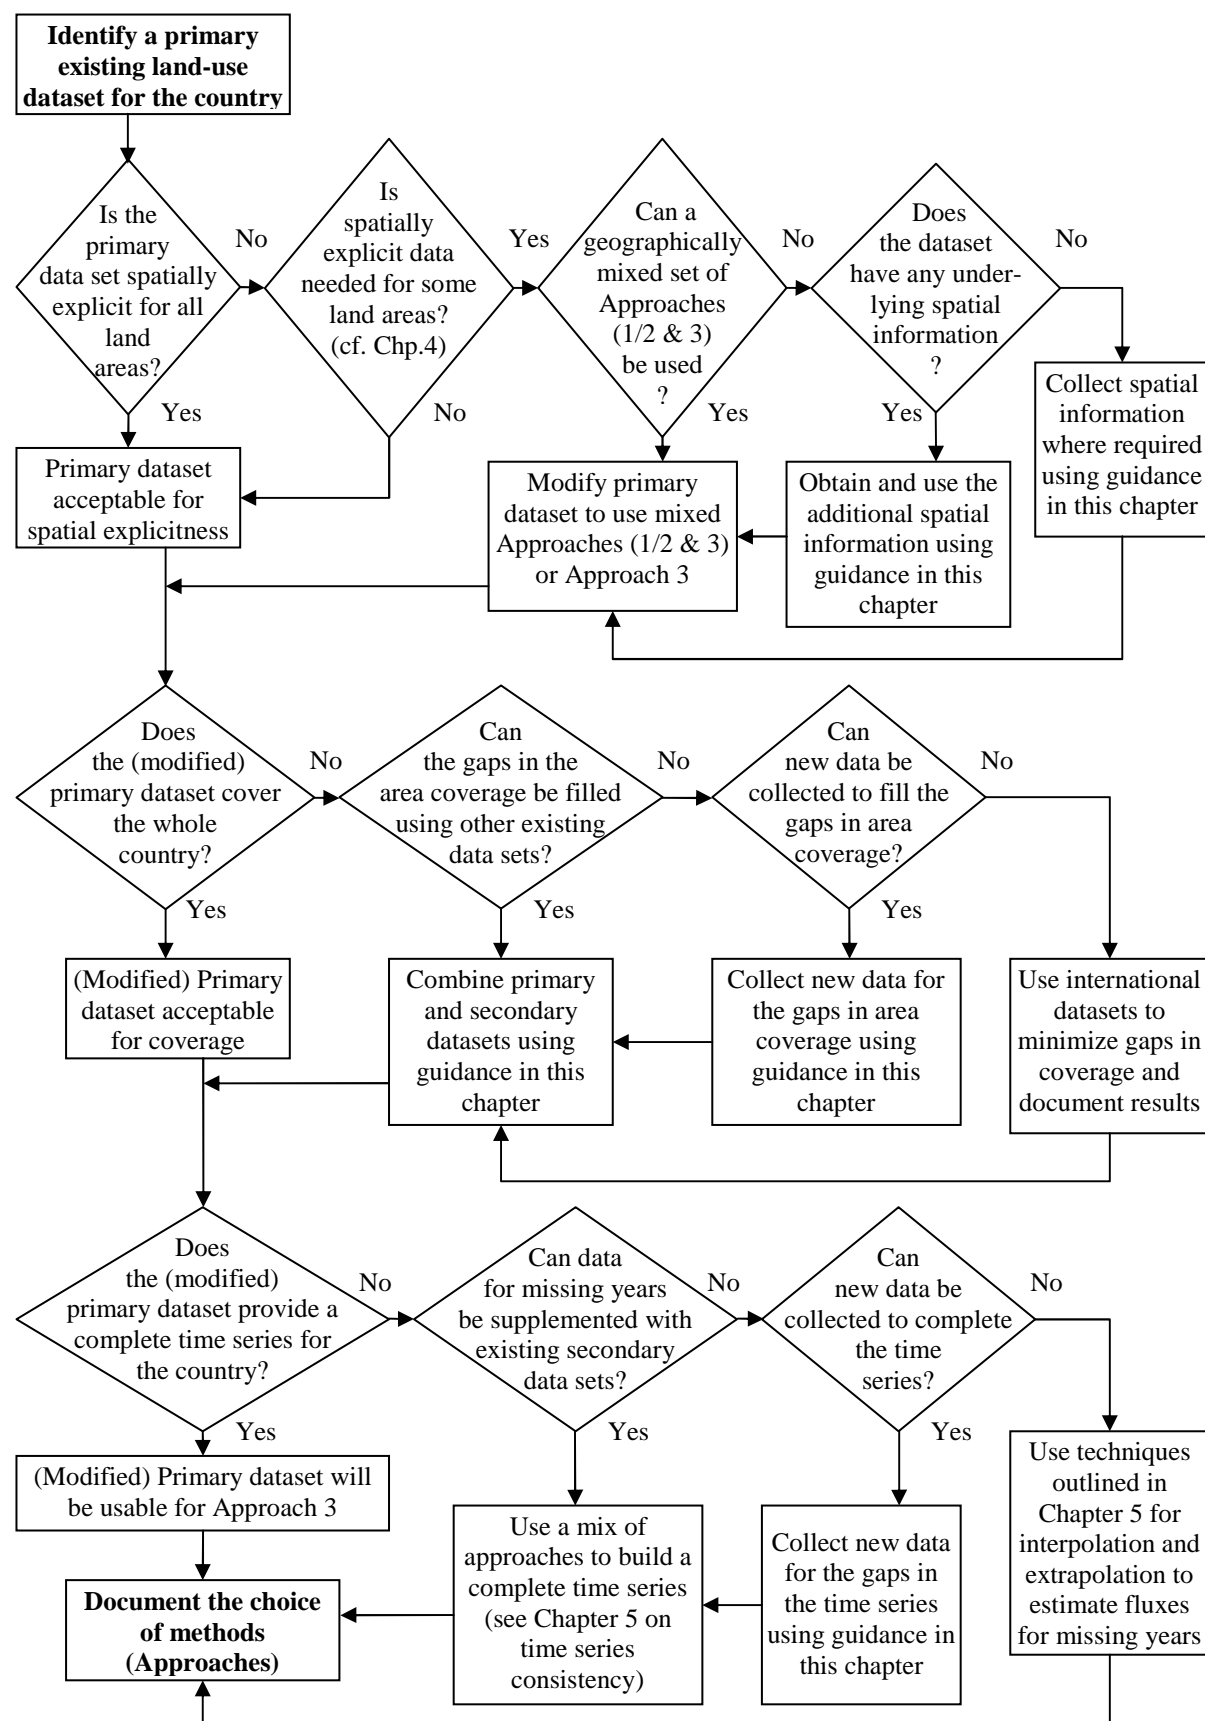 Identify a primary
existing land-use
dataset for the country
Is the
primary
data set spatially
explicit for all
land
areas?
No
Yes
Is
spatially
explicit data
needed for some
land areas?
(cf. Chp.4)
Yes
No
Can a
geographically
mixed set of
Approaches
(1/2 & 3)
be used
?
No
Yes
Does
the dataset
have any under-
lying spatial
information
?
No
Yes
Primary dataset
acceptable for
spatial explicitness
Modify primary
dataset to use mixed
Approaches (1/2 & 3)
or Approach 3
Obtain and use the
additional spatial
information using
guidance in this
chapter
Collect spatial
information
where required
using guidance
in this chapter
Does
the (modified)
primary dataset cover
the whole
country?
No
Yes
Can
the gaps in the
area coverage be filled
using other existing
data sets?
No
Yes
Can
new data be
collected to fill the
gaps in area
coverage?
No
Yes
(Modified) Primary
dataset acceptable
for coverage
Combine primary
and secondary
datasets using
guidance in this
chapter
Collect new data for
the gaps in area
coverage using
guidance in this
chapter
Use international
datasets to
minimize gaps in
coverage and
document results
Does
the (modified)
primary dataset provide a
complete time series for
the country?
No
Yes
Can data
for missing years
be supplemented with
existing secondary
data sets?
No
Yes
Can
new data be
collected to complete
the time
series?
No
Yes
(Modified) Primary dataset will
be usable for Approach 3
Use a mix of
approaches to build a
complete time series
(see Chapter 5 on
time series
consistency)
Collect new data
for the gaps in
the time series
using guidance in
this chapter
Use techniques
outlined in
Chapter 5 for
interpolation and
extrapolation to
estimate fluxes
for missing years
Document the choice
of methods
(Approaches)